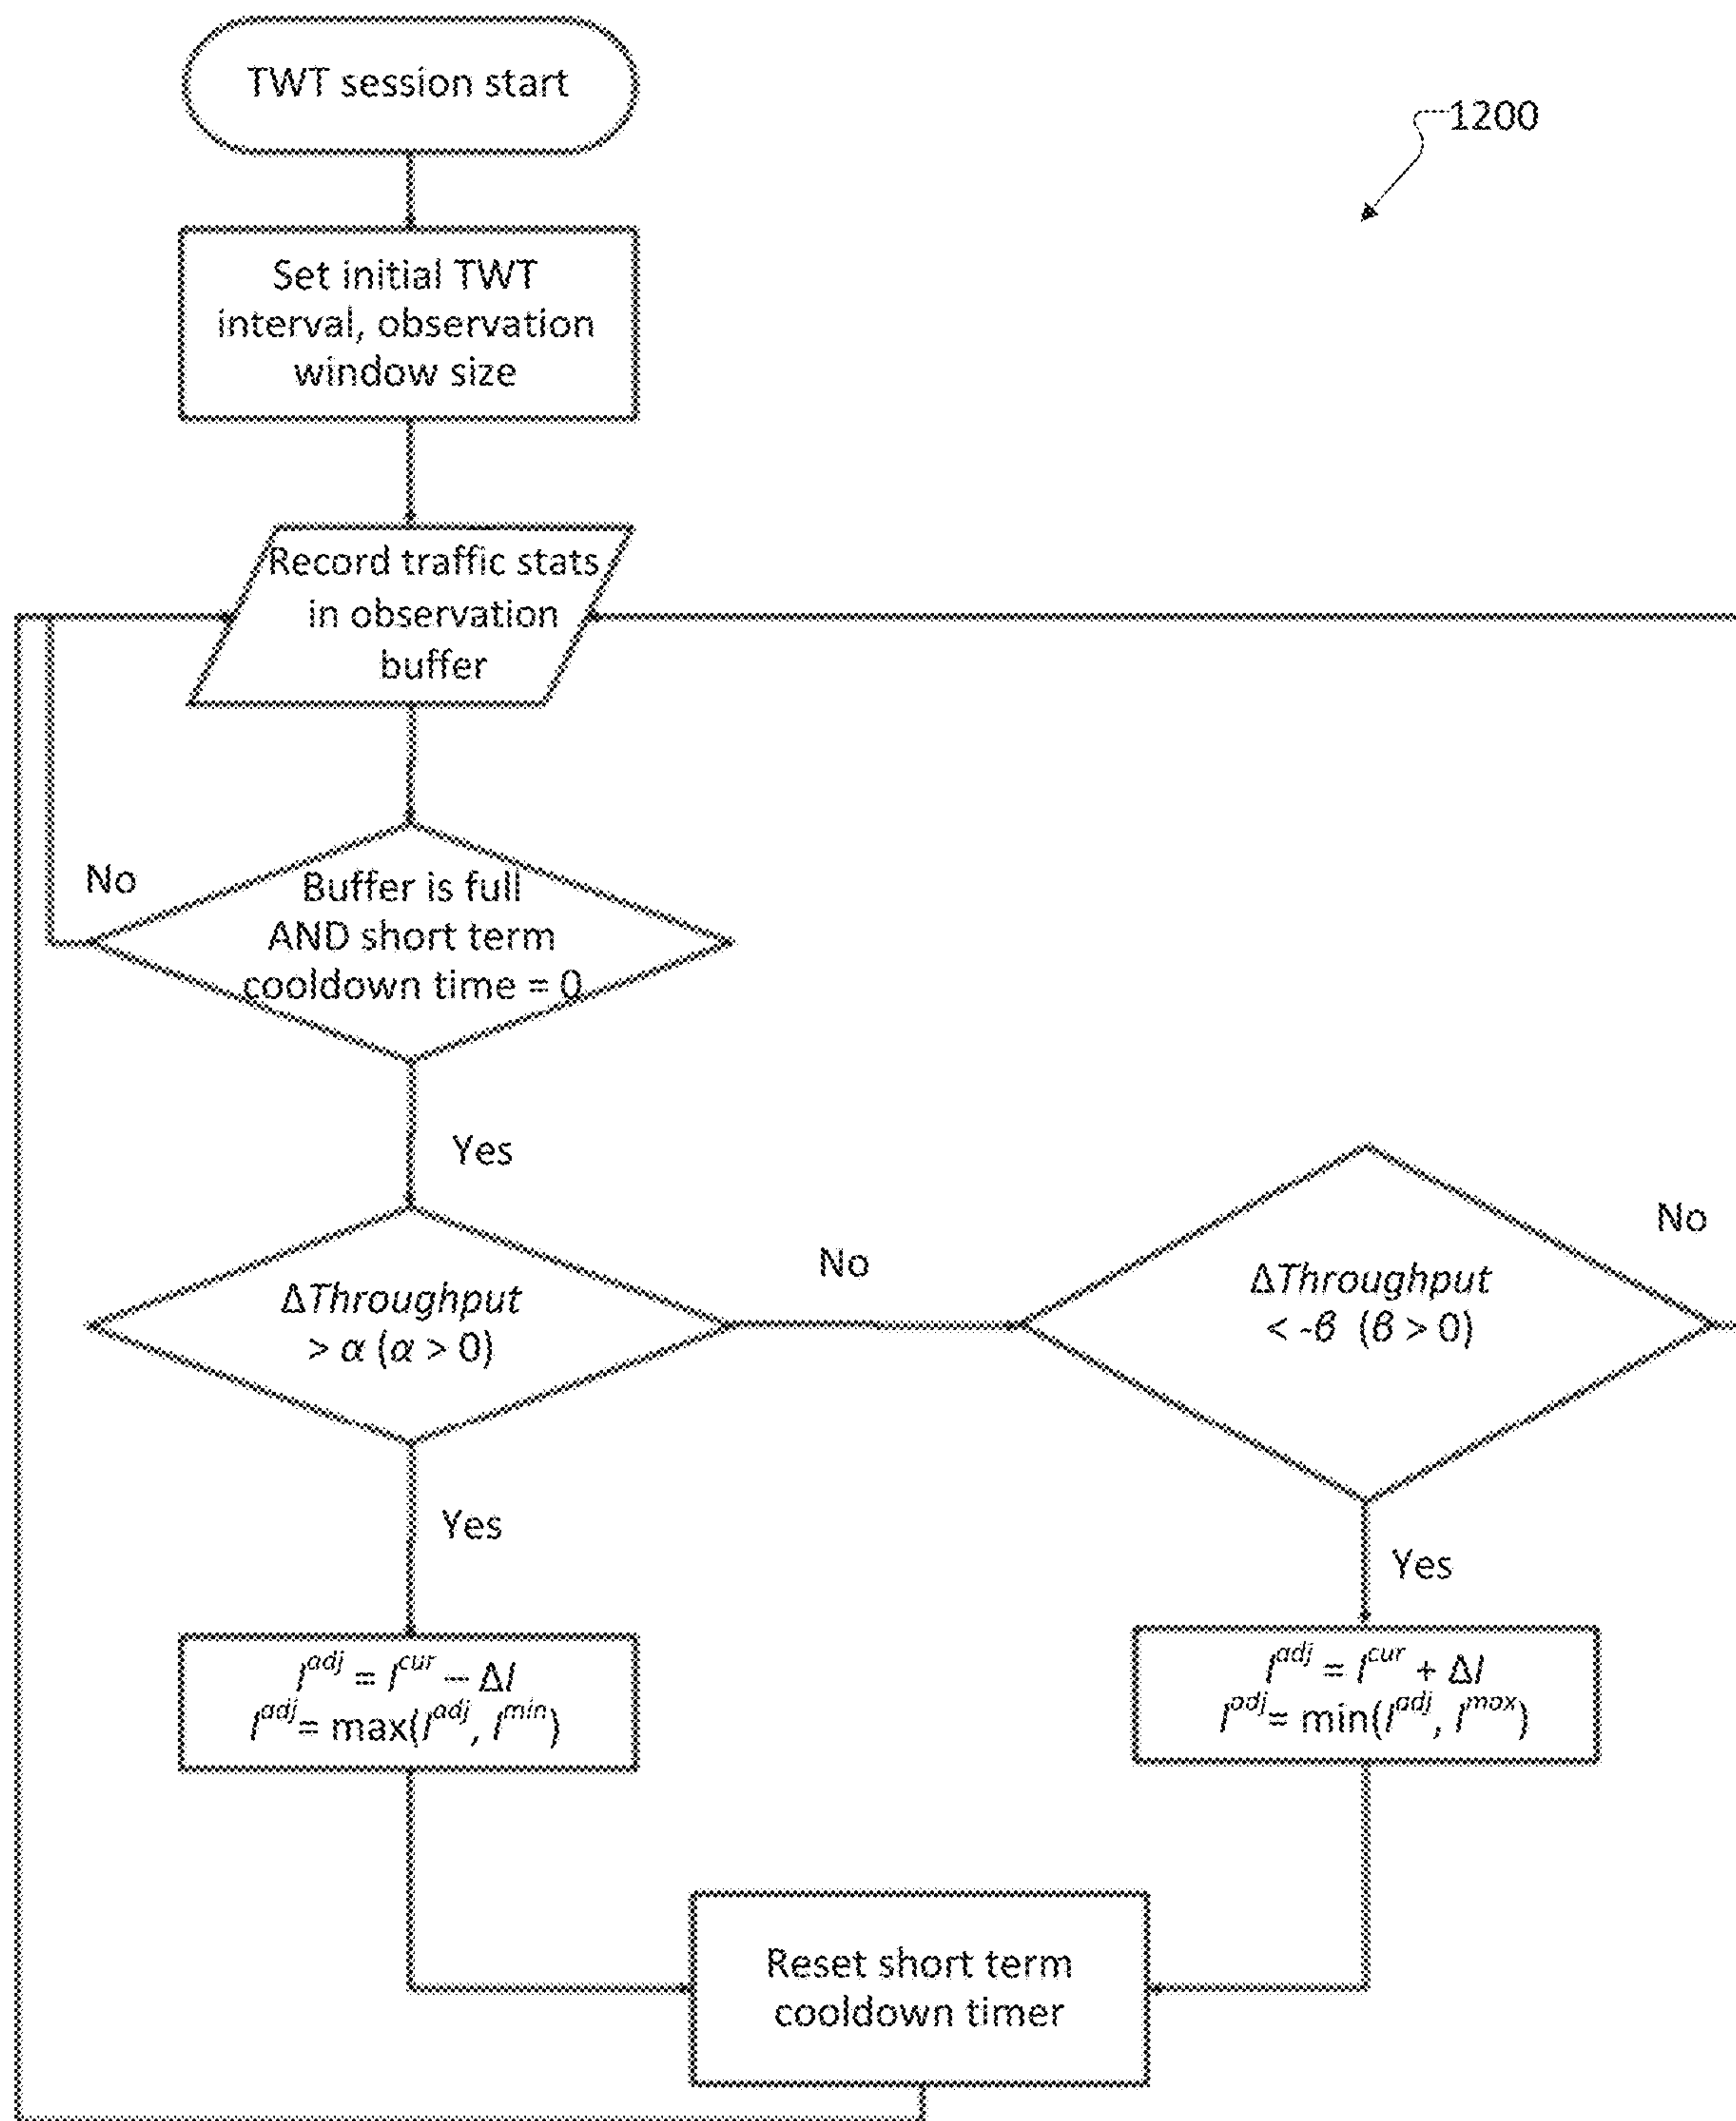 TWT session start
1200
Set initial TWT
interval, observation
window size
Record traffic stats
in observation
buffer
No
Buffer is full
AND short term
cooldown time = 0
Yes
No
No
ΔThroughput
> α (α > 0)
ΔThroughput
< -β (β > 0)
Yes
Yes
I^adj = I^cur – ΔI
I^adj = max(I^adj, I^min)
I^adj = I^cur + ΔI
I^adj = min(I^adj, I^max)
Reset short term
cooldown timer